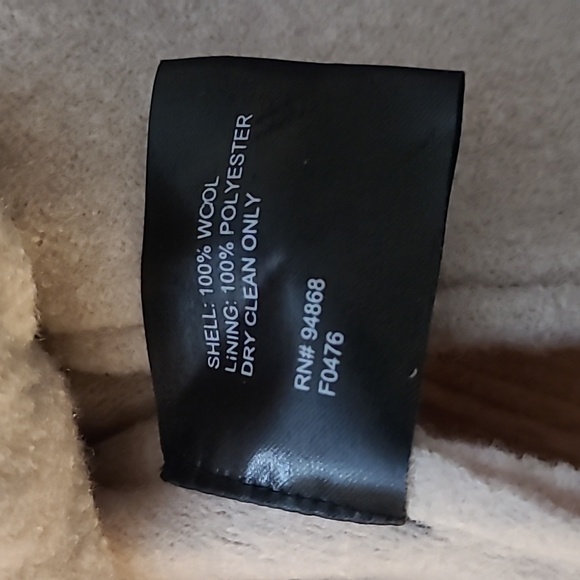 SHELL: 100% WOOL
LINING: 100% POLYESTER
DRY CLEAN ONLY
RN# 94868
F0476